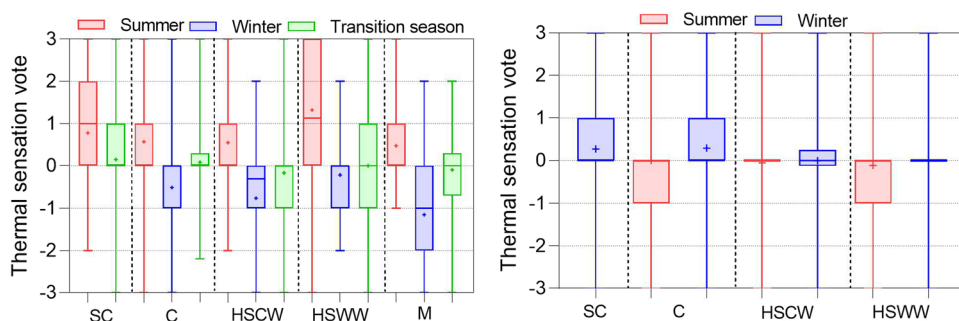 Summer Winter Transition season
Thermal sensation vote
3
2
1
0
-1
-2
-3
SC C HSCW HSWW M
Summer Winter
Thermal sensation vote
3
2
1
0
-1
-2
-3
SC C HSCW HSWW